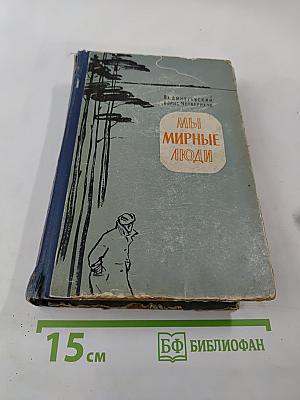 Вл. Дмитревский
Борис Четвериков
МЫ
МИРНЫЕ
ЛЮДИ
15 см
БФ БИБЛИОФАН